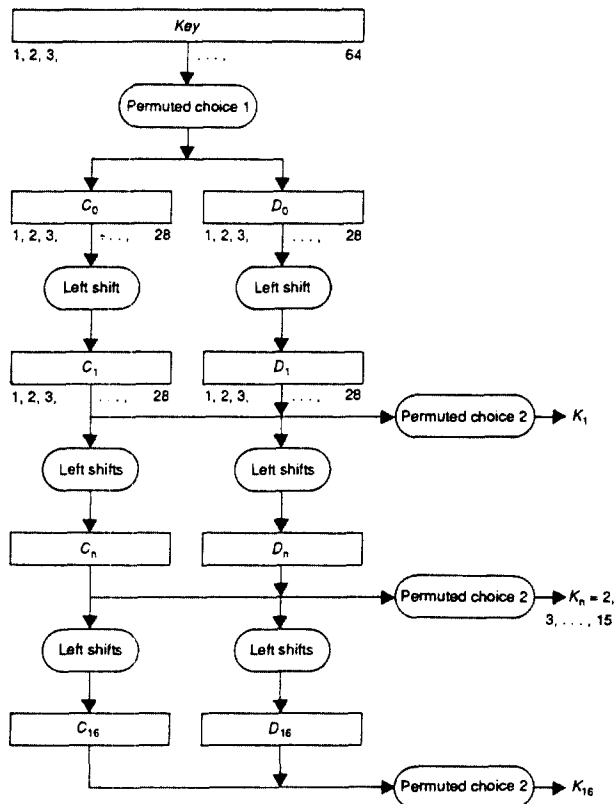 Key
1, 2, 3, . . . , 64
Permuted choice 1
C₀ D₀
1, 2, 3, . . . , 28 1, 2, 3, . . . , 28
Left shift Left shift
C₁ D₁
1, 2, 3, . . . , 28 1, 2, 3, . . . , 28
Permuted choice 2 K₁
Left shifts Left shifts
Cₙ Dₙ
Permuted choice 2 Kₙ = 2,
3, . . . , 15
Left shifts Left shifts
C₁₆ D₁₆
Permuted choice 2 K₁₆